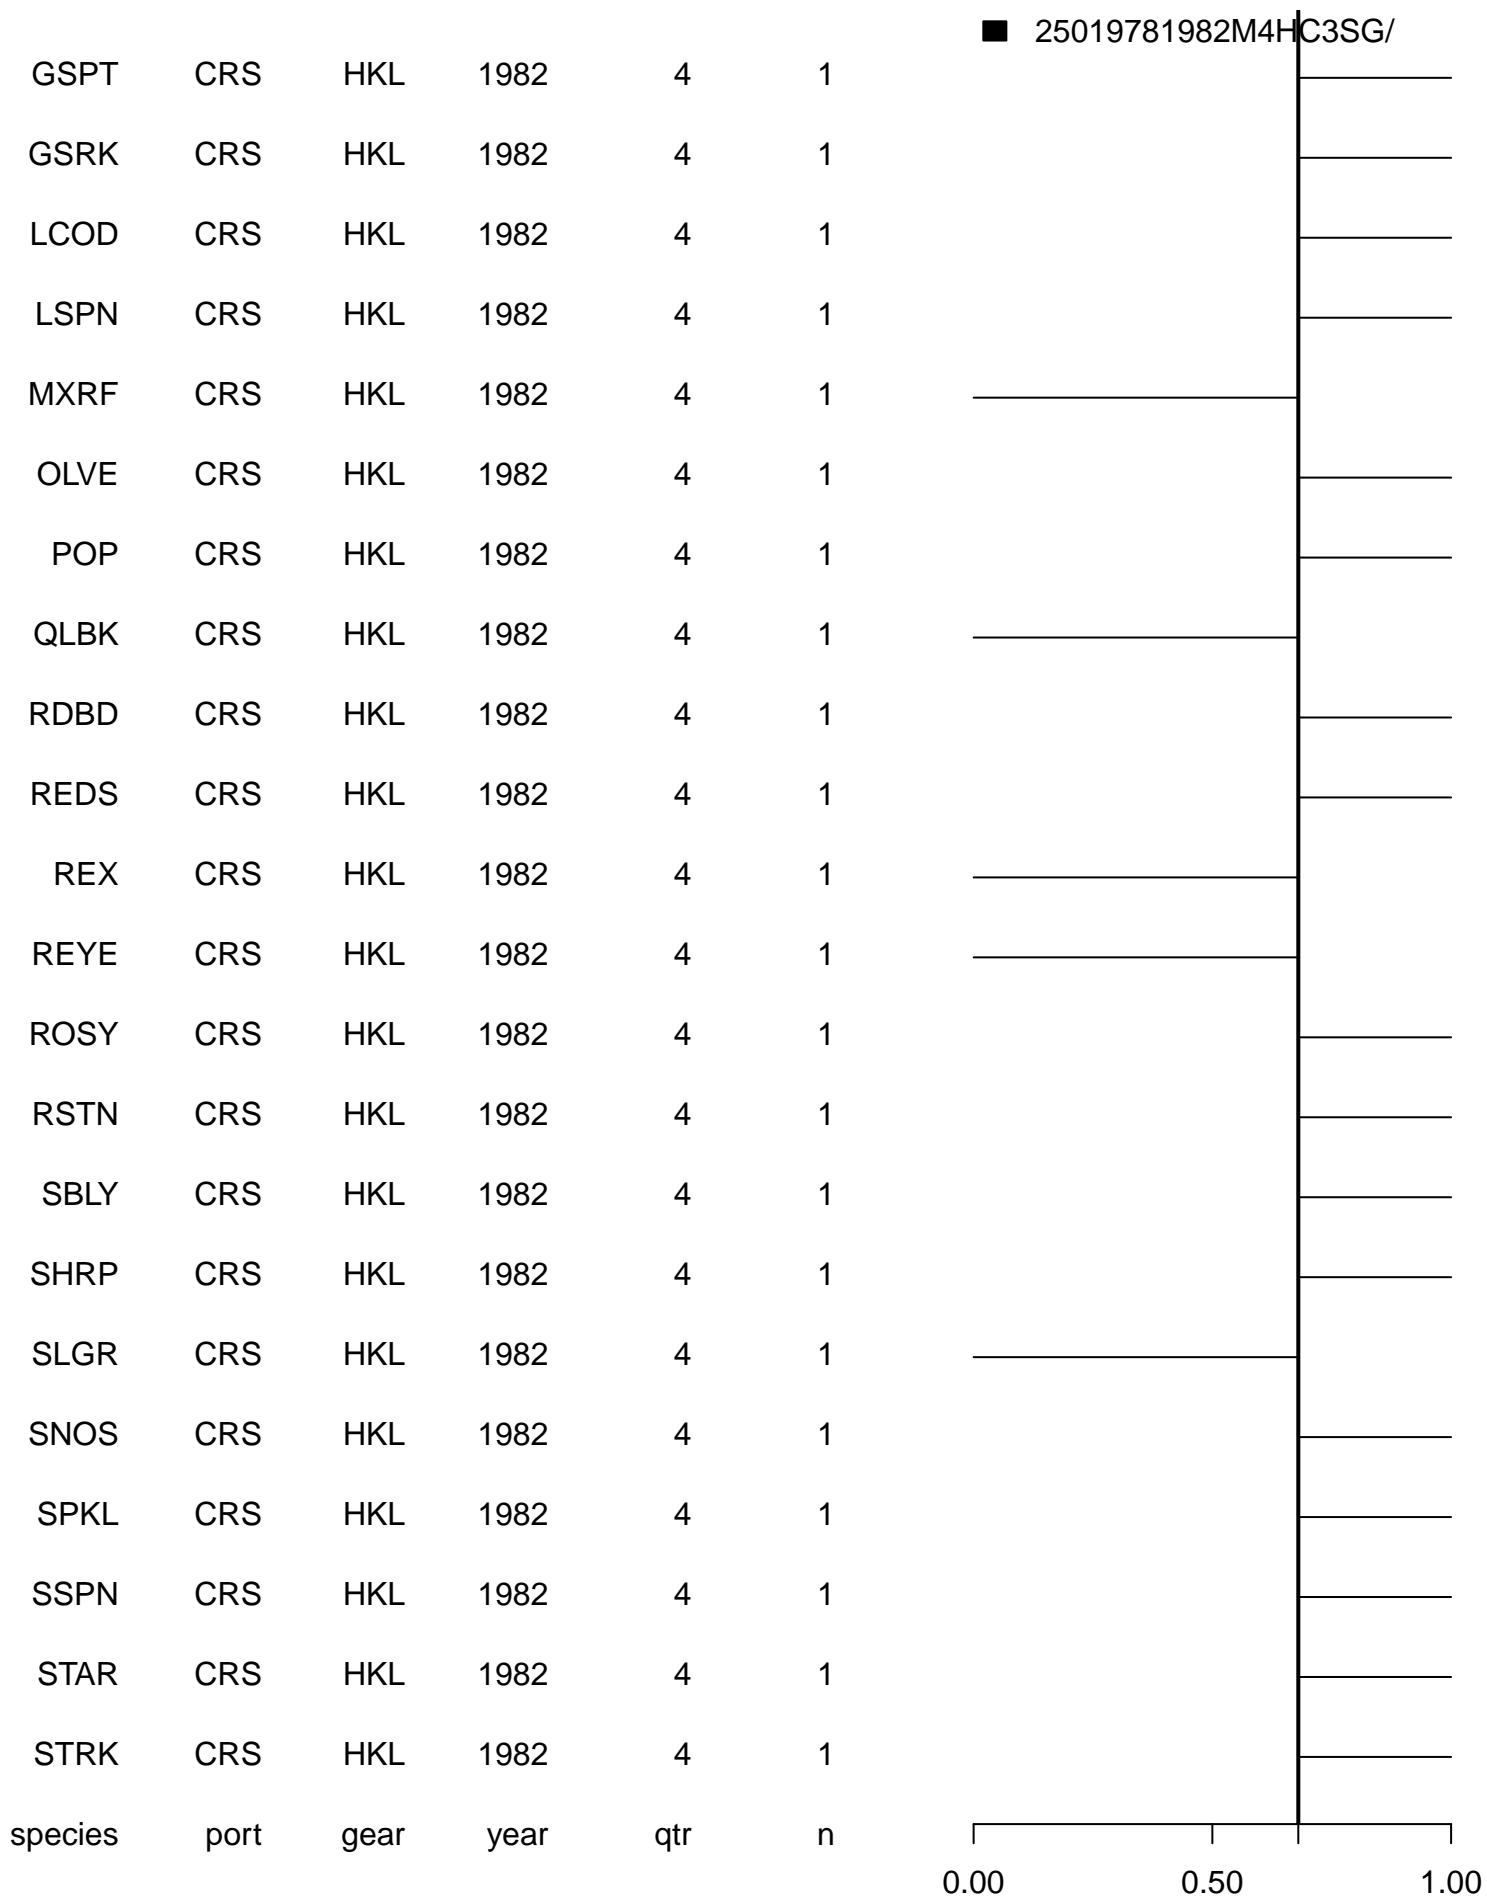 25019781982M4HC3SG/
GSPT CRS HKL 1982 4 1
GSRK CRS HKL 1982 4 1
LCOD CRS HKL 1982 4 1
LSPN CRS HKL 1982 4 1
MXRF CRS HKL 1982 4 1
OLVE CRS HKL 1982 4 1
POP CRS HKL 1982 4 1
QLBK CRS HKL 1982 4 1
RDBD CRS HKL 1982 4 1
REDS CRS HKL 1982 4 1
REX CRS HKL 1982 4 1
REYE CRS HKL 1982 4 1
ROSY CRS HKL 1982 4 1
RSTN CRS HKL 1982 4 1
SBLY CRS HKL 1982 4 1
SHRP CRS HKL 1982 4 1
SLGR CRS HKL 1982 4 1
SNOS CRS HKL 1982 4 1
SPKL CRS HKL 1982 4 1
SSPN CRS HKL 1982 4 1
STAR CRS HKL 1982 4 1
STRK CRS HKL 1982 4 1
species port gear year qtr n
0.00 0.50 1.00